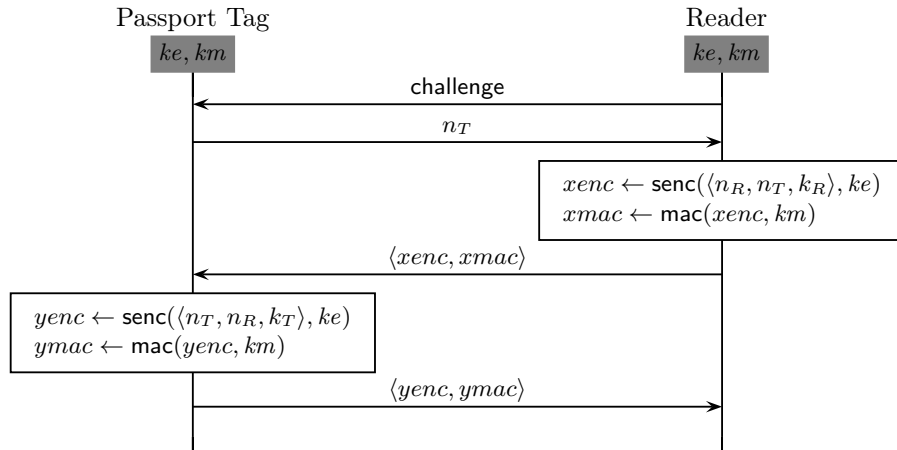 Passport Tag Reader
ke, km ke, km
challenge
n_T
xenc ← senc(⟨n_R, n_T, k_R⟩, ke)
xmac ← mac(xenc, km)
⟨xenc, xmac⟩
yenc ← senc(⟨n_T, n_R, k_T⟩, ke)
ymac ← mac(yenc, km)
⟨yenc, ymac⟩